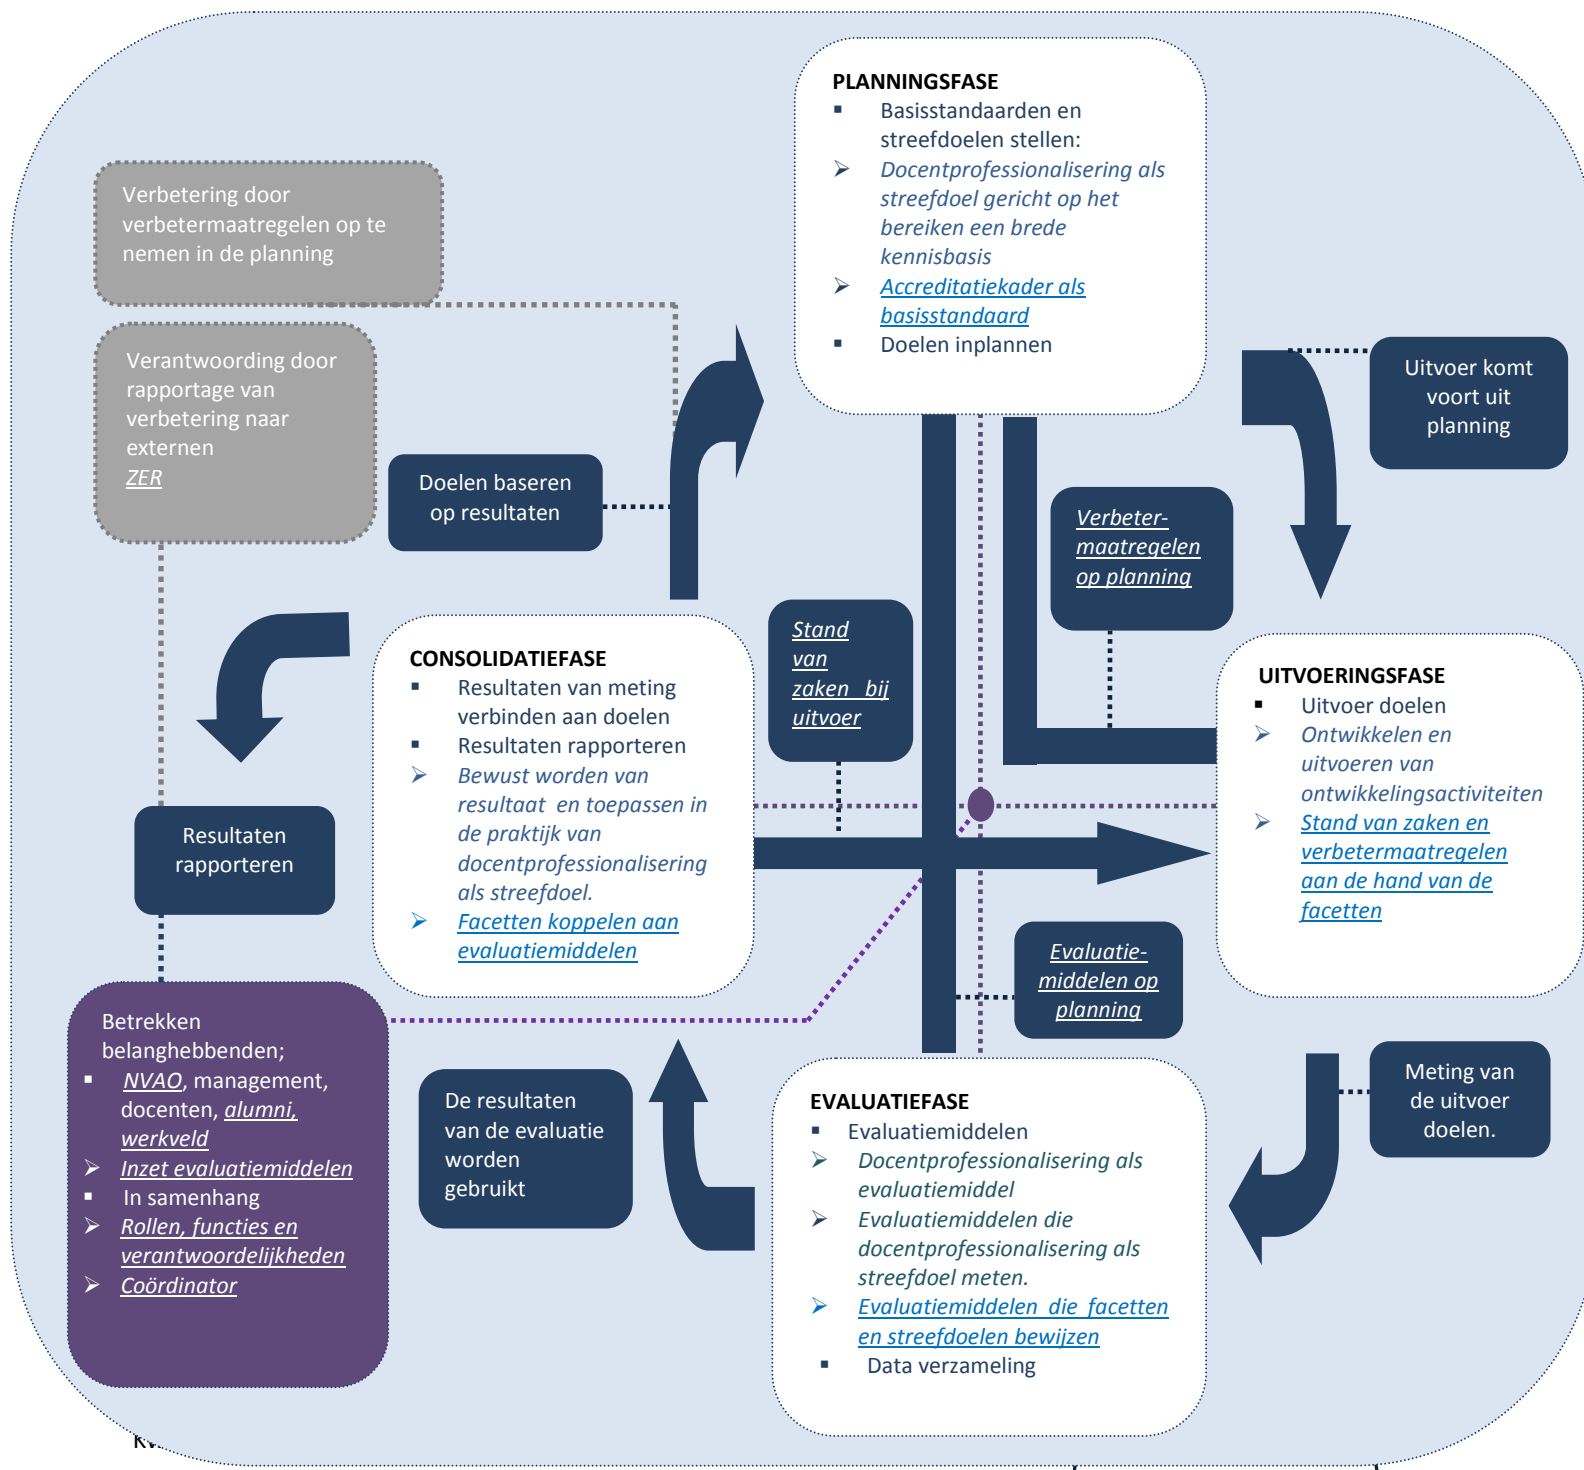 PLANNINGSFASE
▪ Basisstandaarden en
streefdoelen stellen:
➢ Docentprofessionalisering als
streefdoel gericht op het
bereiken een brede
kennisbasis
➢ Accreditatiekader als
basisstandaard
▪ Doelen inplannen
Verbetering door
verbetermaatregelen op te
nemen in de planning
Verantwoording door
rapportage van
verbetering naar
externen
ZER
Uitvoer komt
voort uit
planning
Doelen baseren
op resultaten
Verbeter-
maatregelen
op planning
Stand
van
zaken bij
uitvoer
CONSOLIDATIEFASE
▪ Resultaten van meting
verbinden aan doelen
▪ Resultaten rapporteren
➢ Bewust worden van
resultaat en toepassen in
de praktijk van
docentprofessionalisering
als streefdoel.
➢ Facetten koppelen aan
evaluatiemiddelen
UITVOERINGSFASE
▪ Uitvoer doelen
➢ Ontwikkelen en
uitvoeren van
ontwikkelingsactiviteiten
➢ Stand van zaken en
verbetermaatregelen
aan de hand van de
facetten
Resultaten
rapporteren
Evaluatie-
middelen op
planning
Betrekken
belanghebbenden;
▪ NVAO, management,
docenten, alumni,
werkveld
➢ Inzet evaluatiemiddelen
▪ In samenhang
➢ Rollen, functies en
verantwoordelijkheden
➢ Coördinator
De resultaten
van de evaluatie
worden
gebruikt
EVALUATIEFASE
▪ Evaluatiemiddelen
➢ Docentprofessionalisering als
evaluatiemiddel
➢ Evaluatiemiddelen die
docentprofessionalisering als
streefdoel meten.
➢ Evaluatiemiddelen die facetten
en streefdoelen bewijzen
▪ Data verzameling
Meting van
de uitvoer
doelen.